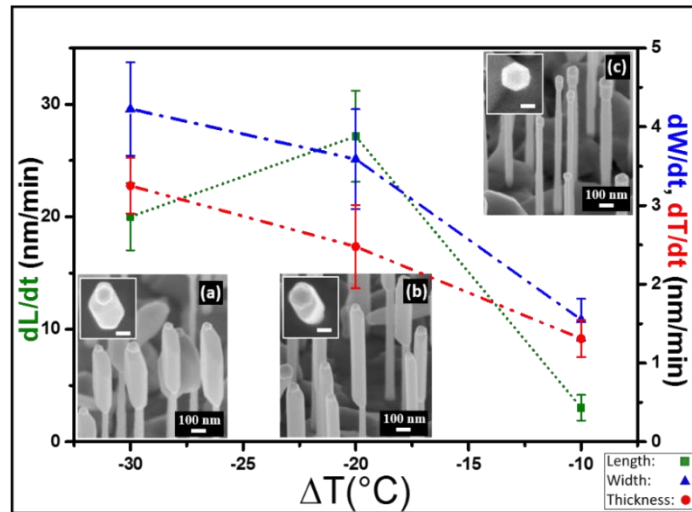 35
30
20
10
0
dL/dt (nm/min)
5
4
3
2
1
0
dW/dt, dT/dt (nm/min)
(c)
100 nm
(a)
100 nm
(b)
100 nm
-30
-25
-20
-15
-10
ΔT(°C)
Length:
Width:
Thickness: